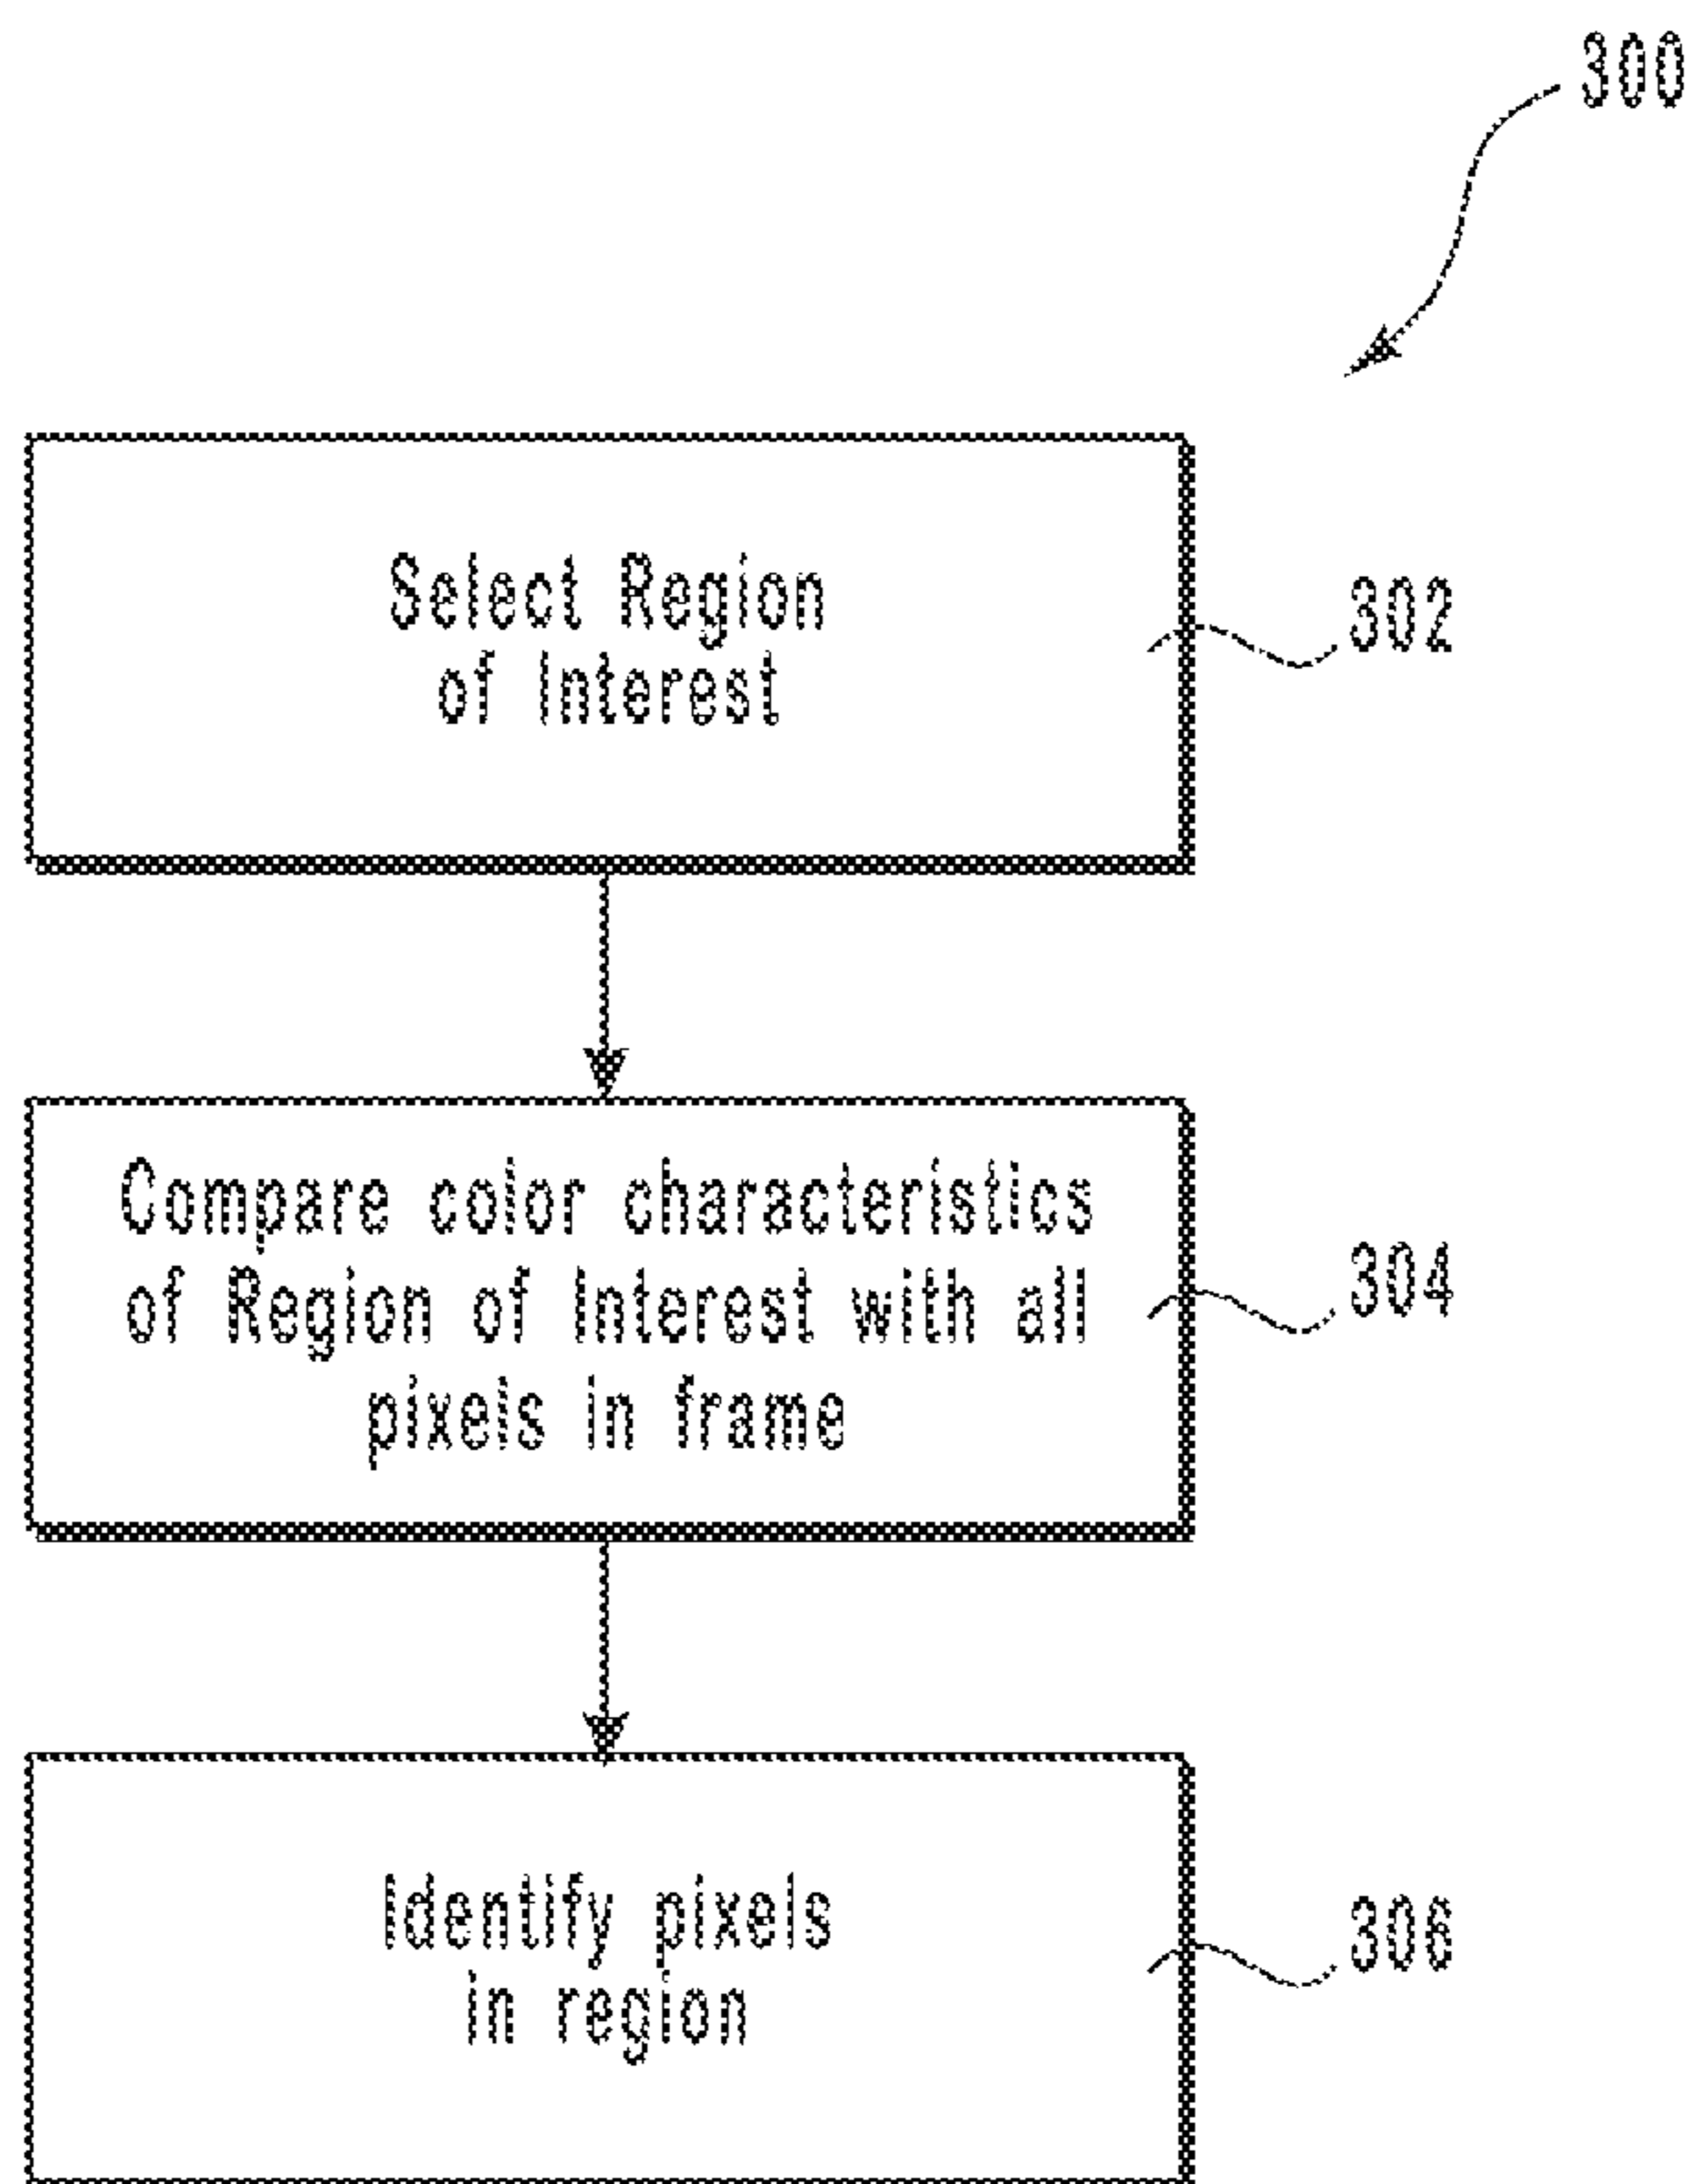 300
Select Region
of Interest
302
Compare color characteristics
of Region of Interest with all
pixels in frame
304
Identify pixels
in region
306